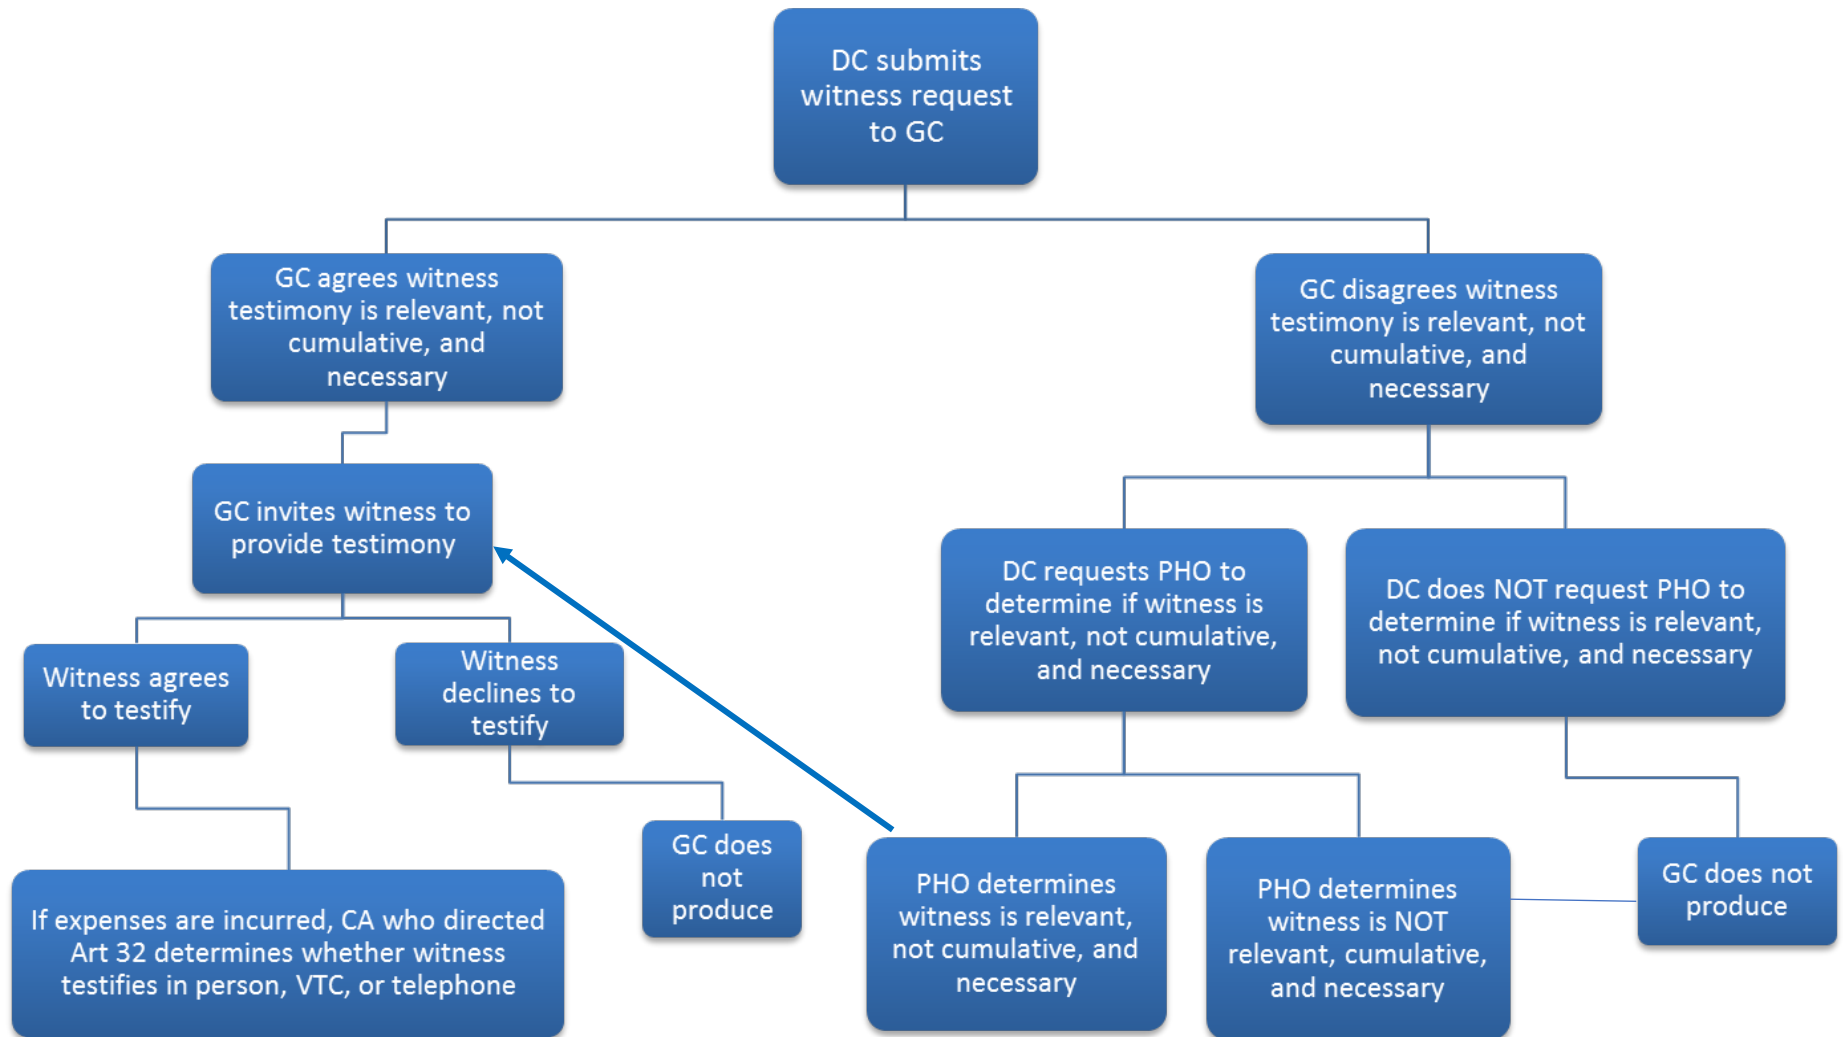 DC submits
witness request
to GC
GC agrees witness
testimony is relevant, not
cumulative, and
necessary
GC disagrees witness
testimony is relevant, not
cumulative, and
necessary
GC invites witness to
provide testimony
DC requests PHO to
determine if witness is
relevant, not cumulative,
and necessary
DC does NOT request PHO to
determine if witness is relevant,
not cumulative, and necessary
Witness agrees
to testify
Witness
declines to
testify
GC does
not
produce
If expenses are incurred, CA who directed
Art 32 determines whether witness
testifies in person, VTC, or telephone
PHO determines
witness is relevant,
not cumulative, and
necessary
PHO determines
witness is NOT
relevant, cumulative,
and necessary
GC does not
produce